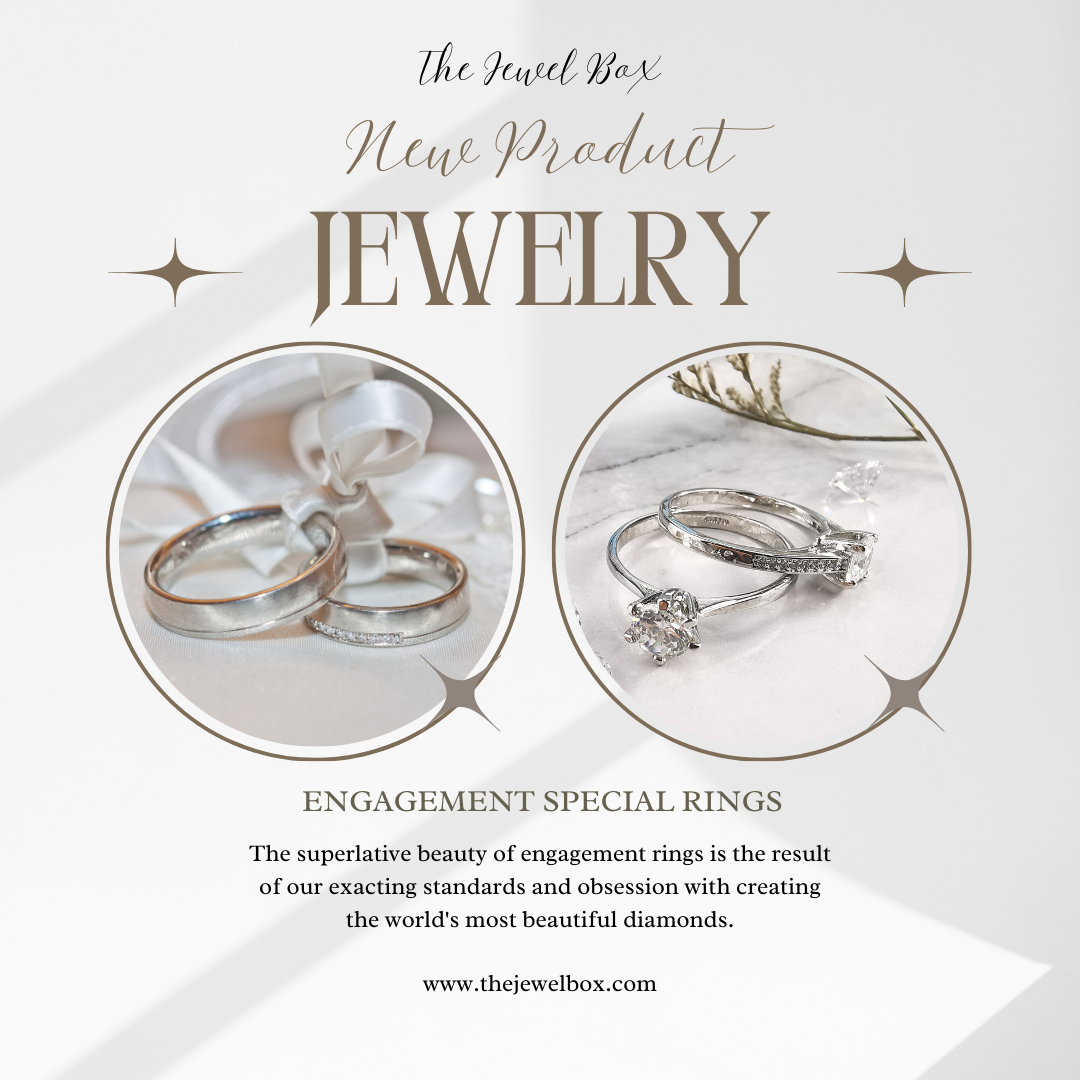 The Jewel Box
New Product
JEWELRY
ENGAGEMENT SPECIAL RINGS
The superlative beauty of engagement rings is the result
of our exacting standards and obsession with creating
the world's most beautiful diamonds.
www.thejewelbox.com